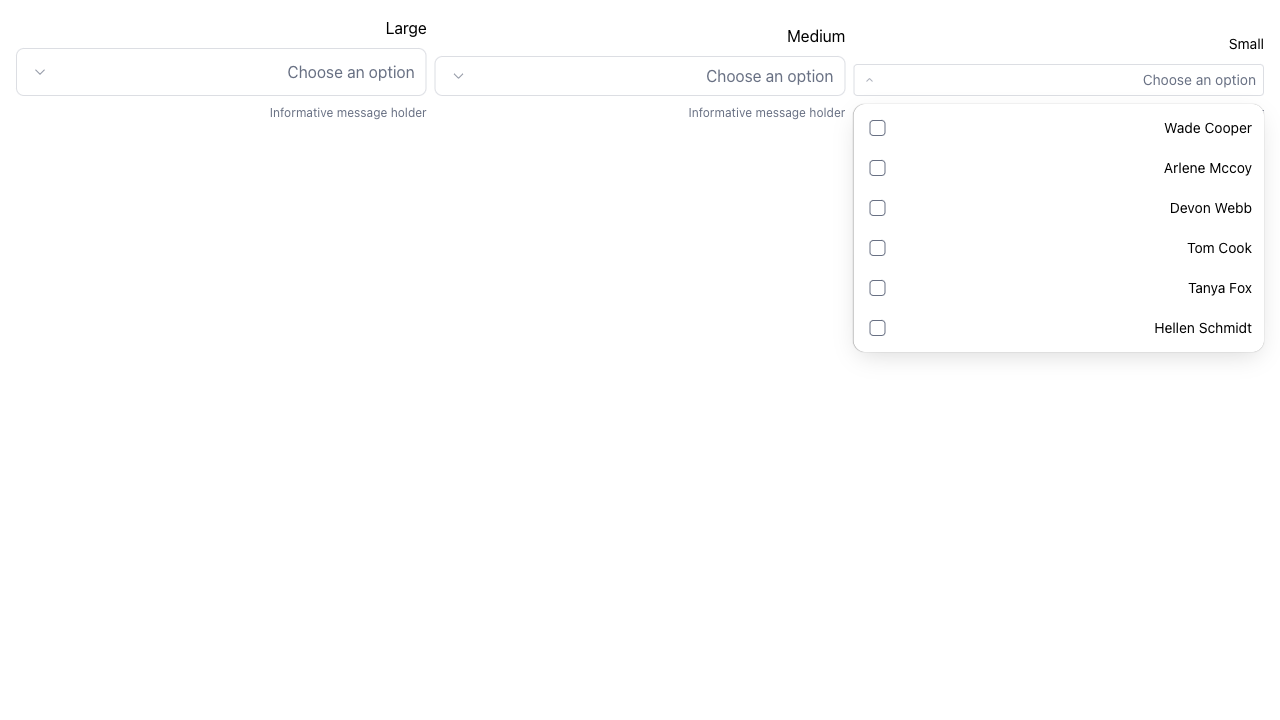 Large
Choose an option
Informative message holder
Medium
Choose an option
Informative message holder
Small
Choose an option
Wade Cooper
Arlene Mccoy
Devon Webb
Tom Cook
Tanya Fox
Hellen Schmidt